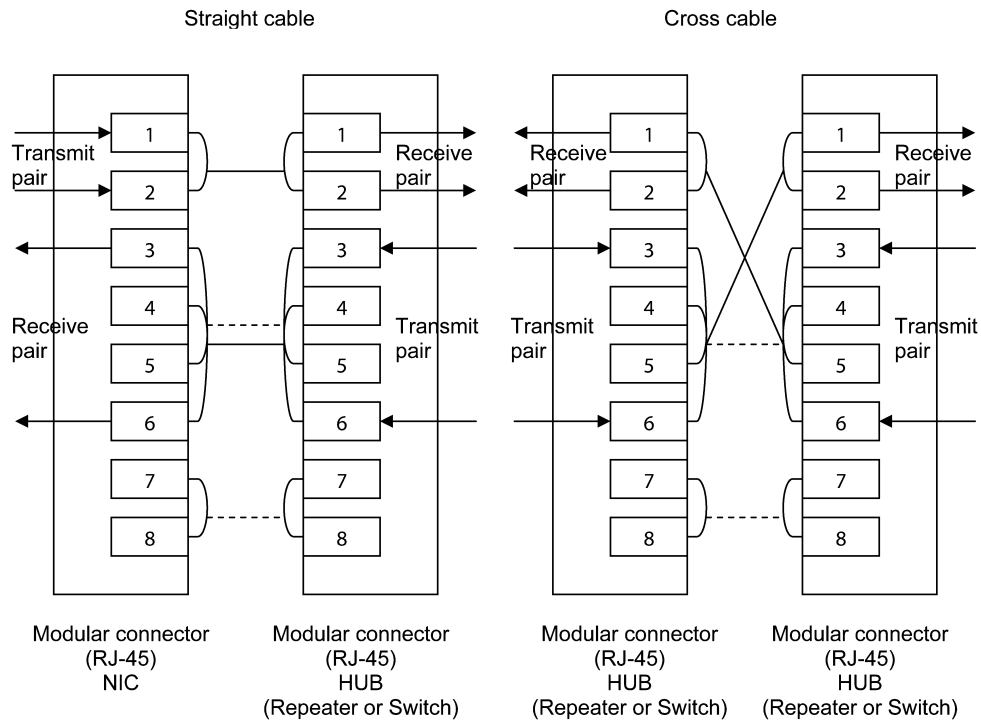 Straight cable
Cross cable
1
2
3
4
5
6
7
8
Transmit
pair
Receive
pair
1
2
3
4
5
6
7
8
Receive
pair
Transmit
pair
1
2
3
4
5
6
7
8
Receive
pair
Transmit
pair
1
2
3
4
5
6
7
8
Receive
pair
Transmit
pair
Modular connector
(RJ-45)
NIC
Modular connector
(RJ-45)
HUB
(Repeater or Switch)
Modular connector
(RJ-45)
HUB
(Repeater or Switch)
Modular connector
(RJ-45)
HUB
(Repeater or Switch)